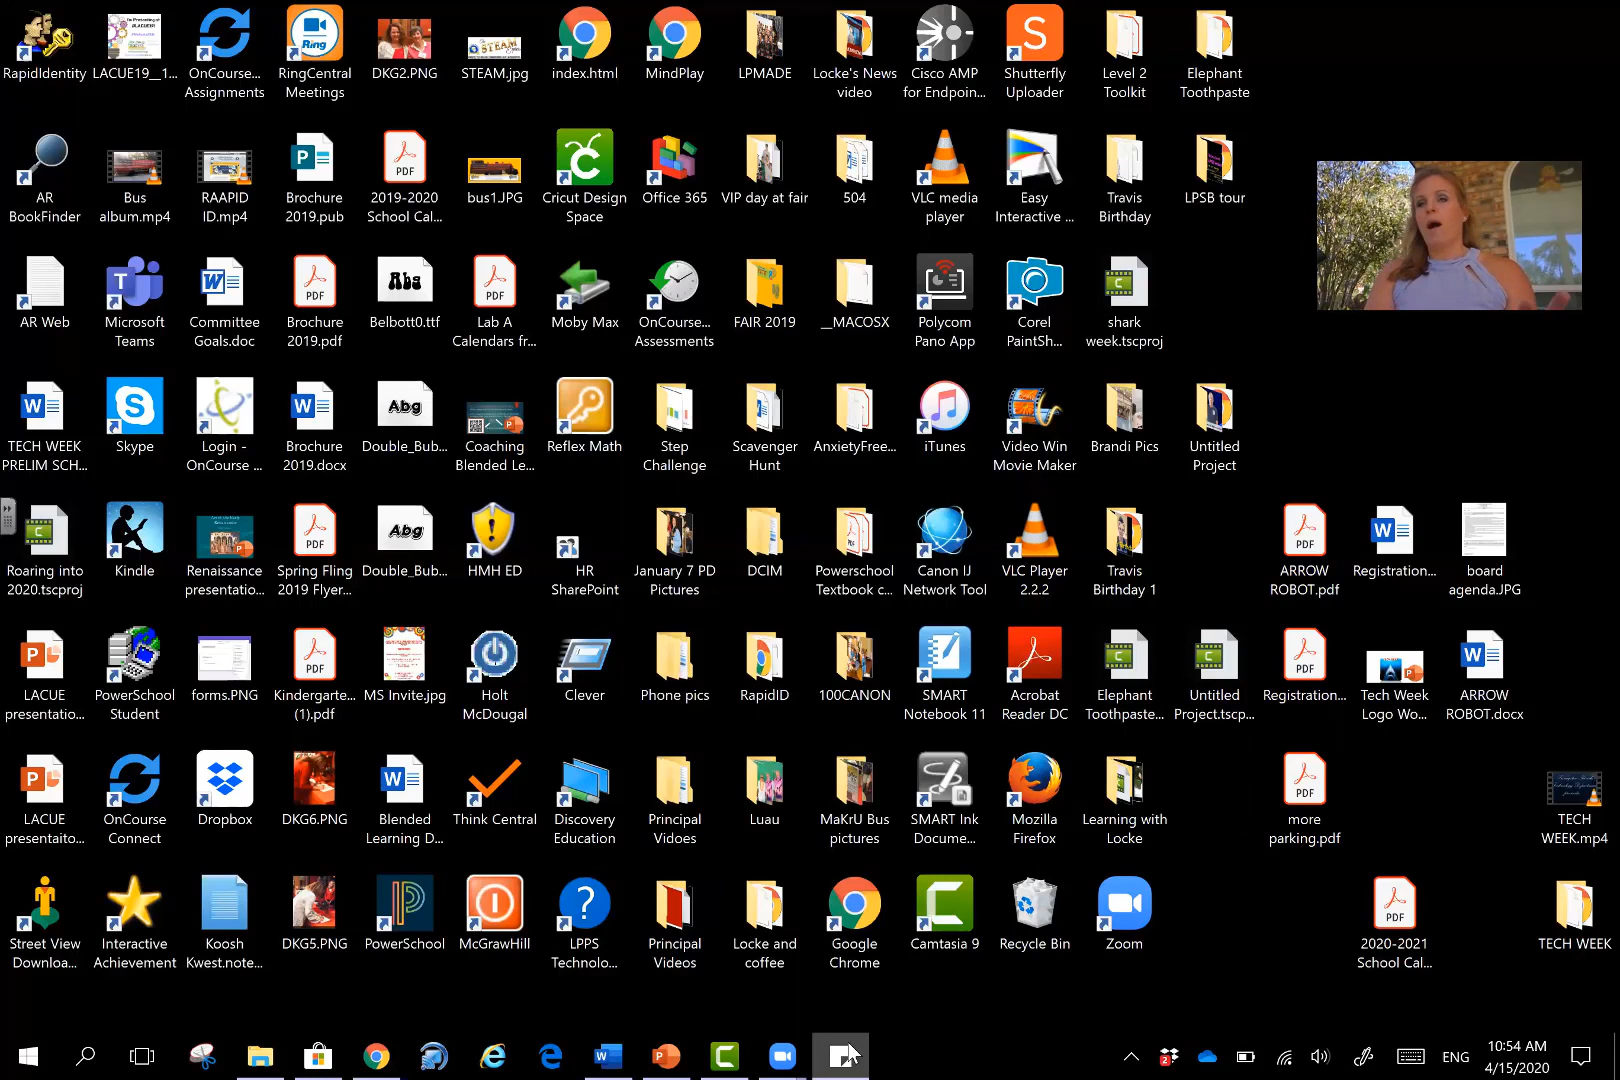 RapidIdentity
LACUE19__1...
OnCourse... Assignments
RingCentral Meetings
DKG2.PNG
STEAM.jpg
index.html
MindPlay
LPMADE
Locke's News video
Cisco AMP for Endpoin...
Shutterfly Uploader
Level 2 Toolkit
Elephant Toothpaste
AR BookFinder
Bus album.mp4
RAAPID ID.mp4
Brochure 2019.pub
2019-2020 School Cal...
bus1.JPG
Cricut Design Space
Office 365
VIP day at fair
504
VLC media player
Easy Interactive ...
Travis Birthday
LPSB tour
AR Web
Microsoft Teams
Committee Goals.doc
Brochure 2019.pdf
Belbott0.ttf
Lab A Calendars fr...
Moby Max
OnCourse... Assessments
FAIR 2019
__MACOSX
Polycom Pano App
Corel PaintSh...
shark week.tscproj
TECH WEEK PRELIM SCH...
Skype
Login - OnCourse ...
Brochure 2019.docx
Double_Bub...
Coaching Blended Le...
Reflex Math
Step Challenge
Scavenger Hunt
AnxietyFree...
iTunes
Video Win Movie Maker
Brandi Pics
Untitled Project
Roaring into 2020.tscproj
Kindle
Renaissance presentatio...
Spring Fling 2019 Flyer...
Double_Bub...
HMH ED
HR SharePoint
January 7 PD Pictures
DCIM
Powerschool Textbook c...
Canon IJ Network Tool
VLC Player 2.2.2
Travis Birthday 1
ARROW ROBOT.pdf
Registration...
board agenda.JPG
LACUE presentatio...
PowerSchool Student
forms.PNG
Kindergarte... (1).pdf
MS Invite.jpg
Holt McDougal
Clever
Phone pics
RapidID
100CANON
SMART Notebook 11
Acrobat Reader DC
Elephant Toothpaste...
Untitled Project.tscp...
Registration...
Tech Week Logo Wo...
ARROW ROBOT.docx
LACUE presentaito...
OnCourse Connect
Dropbox
DKG6.PNG
Blended Learning D...
Think Central
Discovery Education
Principal Vidoes
Luau
MaKrU Bus pictures
SMART Ink Docume...
Mozilla Firefox
Learning with Locke
more parking.pdf
TECH WEEK.mp4
Street View Downloa...
Interactive Achievement
Koosh Kwest.note...
DKG5.PNG
PowerSchool
McGrawHill
LPPS Technolo...
Principal Videos
Locke and coffee
Google Chrome
Camtasia 9
Recycle Bin
Zoom
2020-2021 School Cal...
TECH WEEK
ENG
10:54 AM
4/15/2020